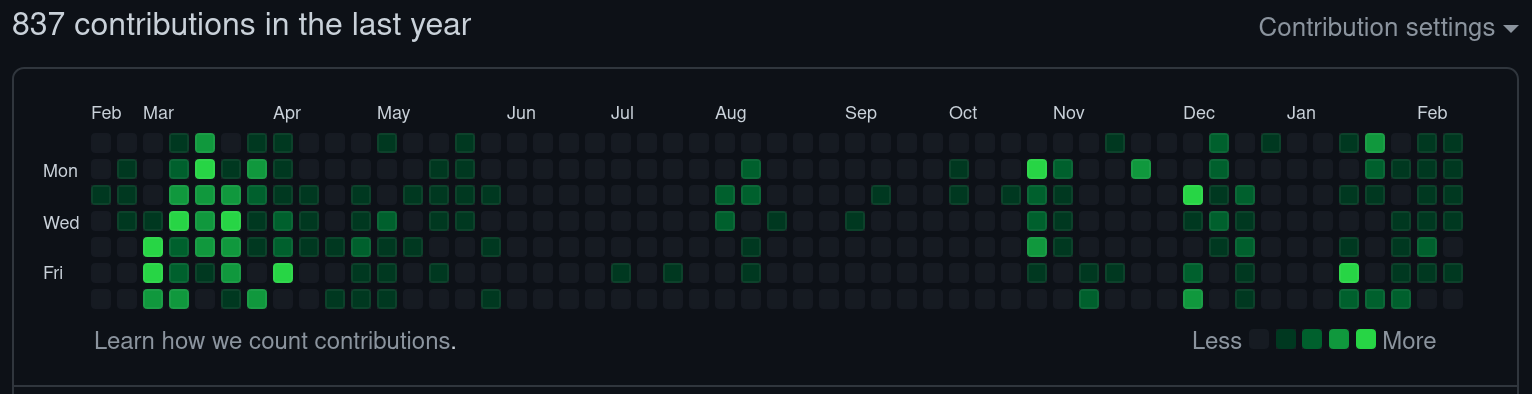 837 contributions in the last year
Contribution settings
Feb Mar Apr May Jun Jul Aug Sep Oct Nov Dec Jan Feb
Mon
Wed
Fri
Learn how we count contributions.
Less More